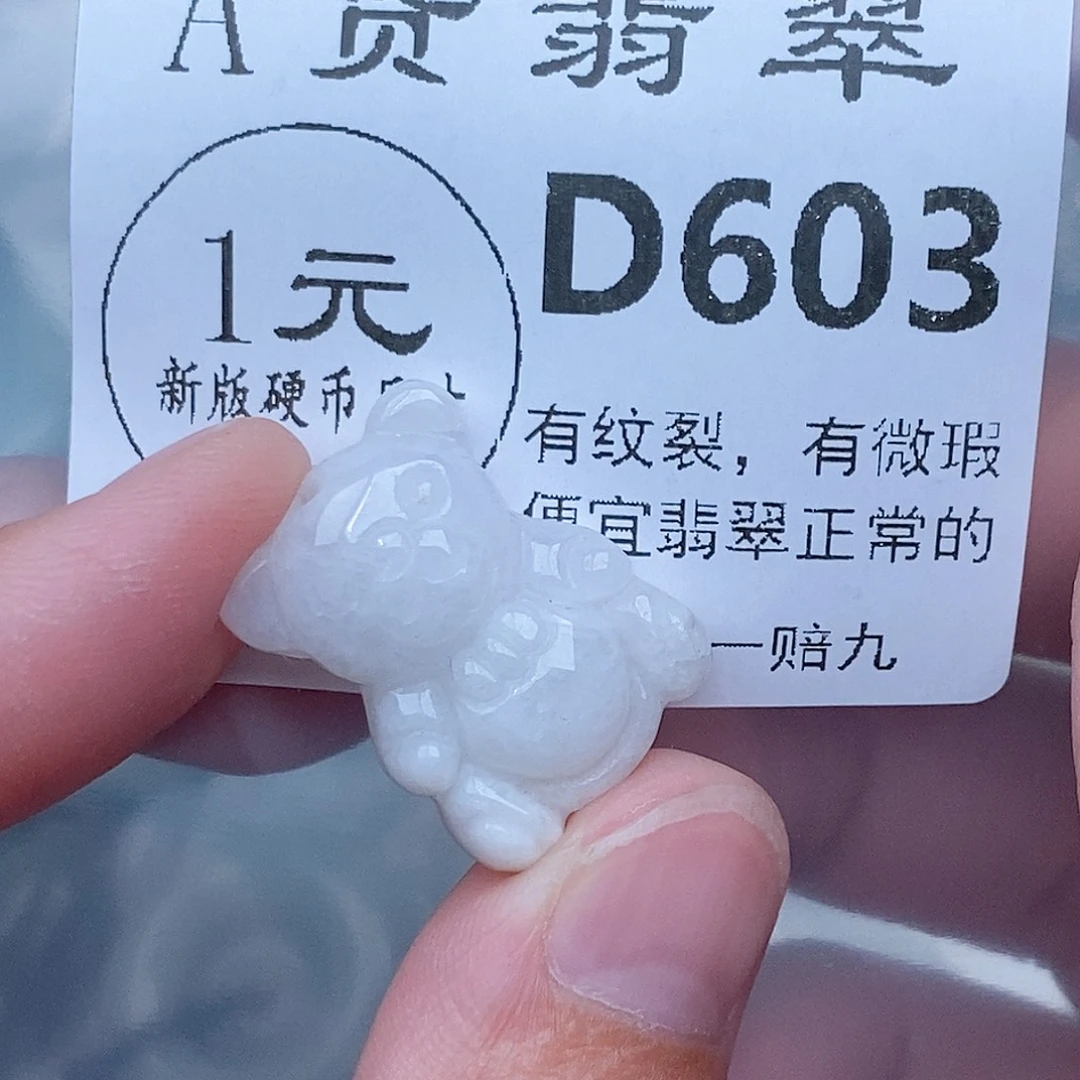 A货翡翠
D603
1元
新版硬币
有纹裂，有微瑕
便宜翡翠正常的
一赔九